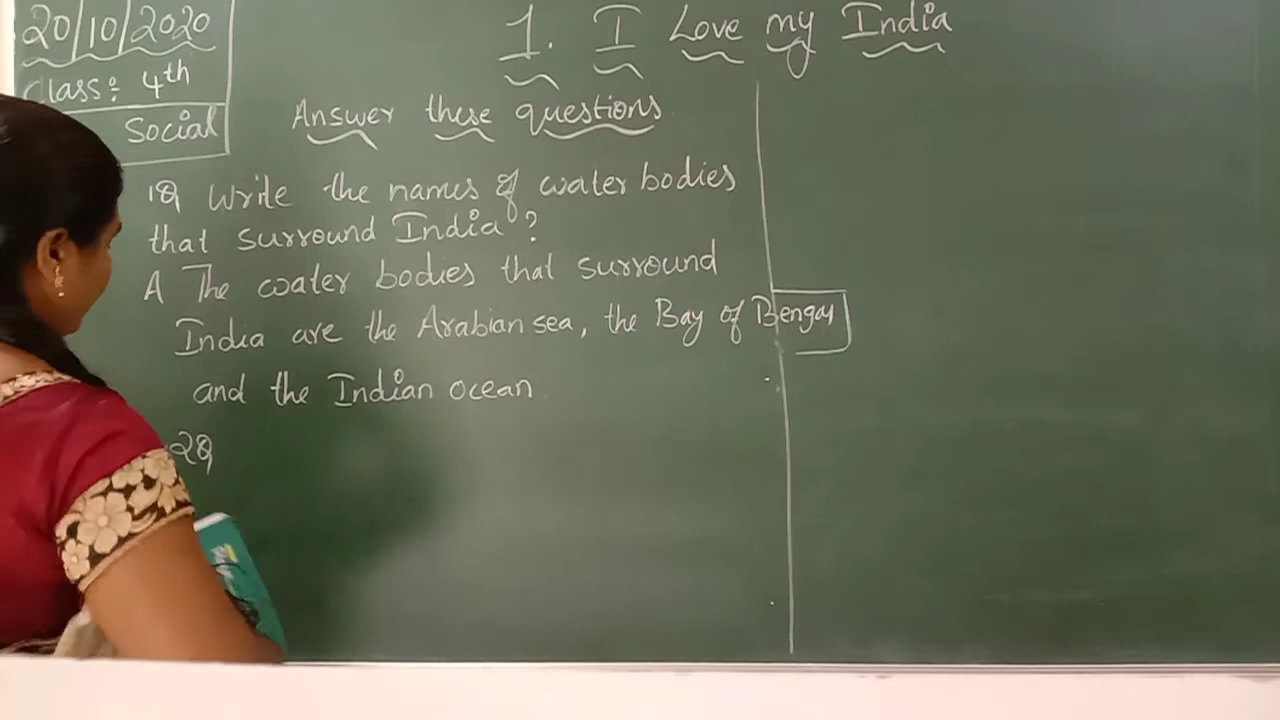 20/10/2020
Class: 4th
Social
1. I Love my India
Answer these questions
1Q Write the names of water bodies
that surround India?
A The water bodies that surround
India are the Arabian sea, the Bay of Bengal
and the Indian ocean.
2Q